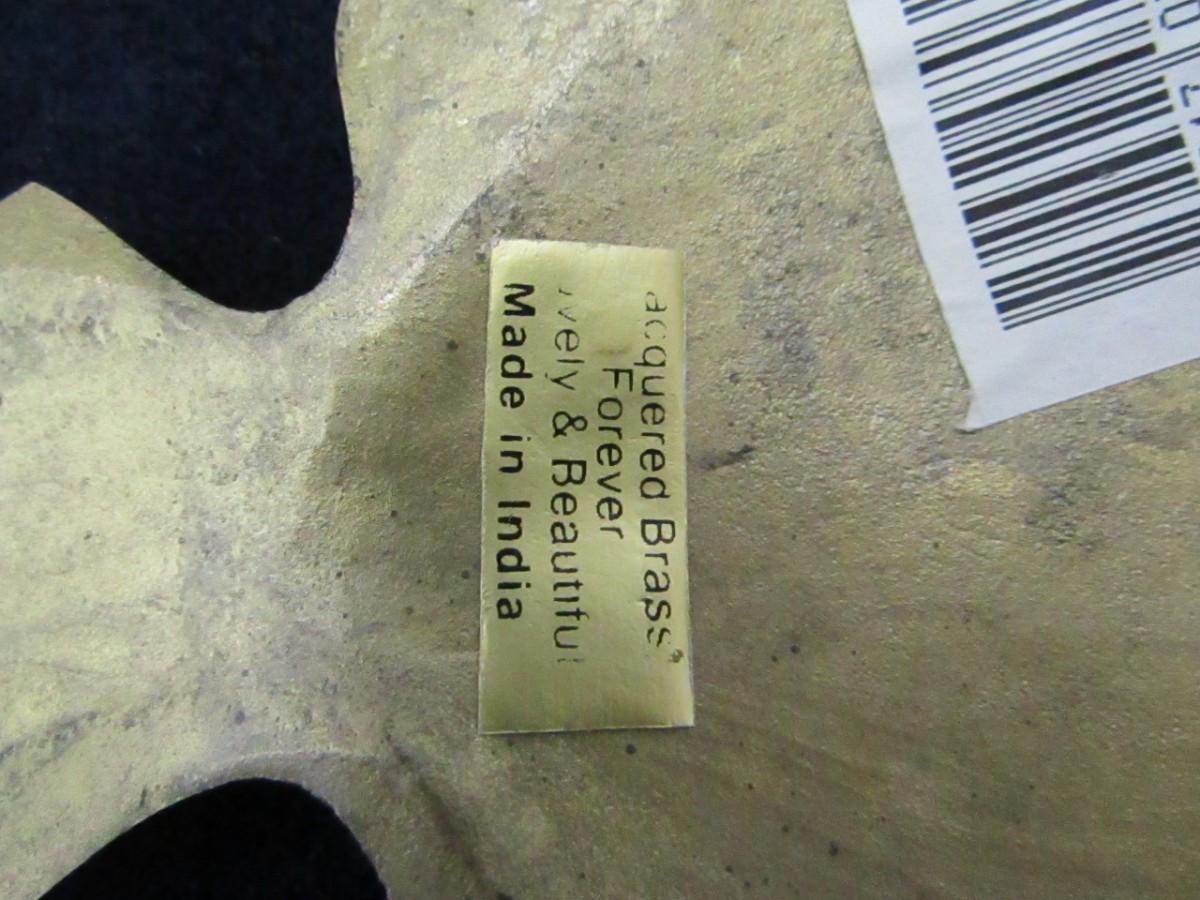 acquered Brass
Forever
vely & Beautiful
Made in India